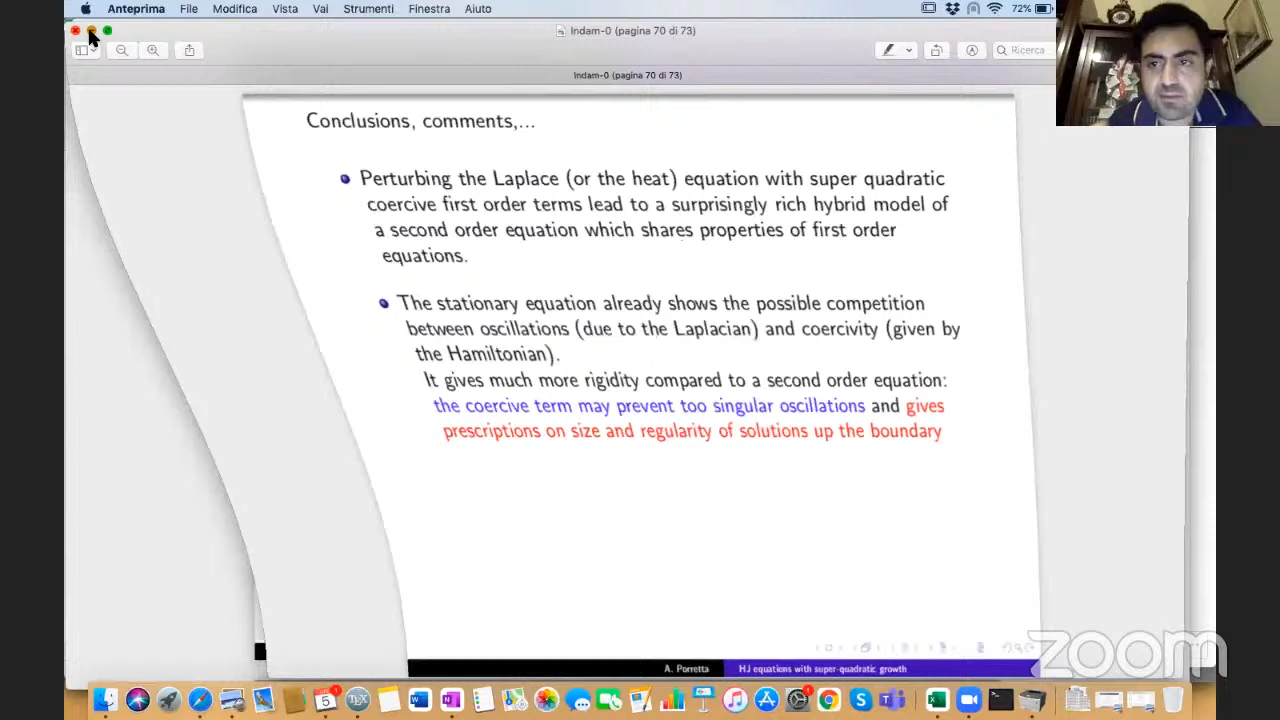 Anteprima File Modifica Vista Vai Strumenti Finestra Aiuto 72%
Indam-0 (pagina 70 di 73)
Ricerca
Indam-0 (pagina 70 di 73)
Conclusions, comments,...
Perturbing the Laplace (or the heat) equation with super quadratic
coercive first order terms lead to a surprisingly rich hybrid model of
a second order equation which shares properties of first order
equations.
The stationary equation already shows the possible competition
between oscillations (due to the Laplacian) and coercivity (given by
the Hamiltonian).
It gives much more rigidity compared to a second order equation:
the coercive term may prevent too singular oscillations and gives
prescriptions on size and regularity of solutions up the boundary
zoom
A. Porretta HJ equations with super-quadratic growth